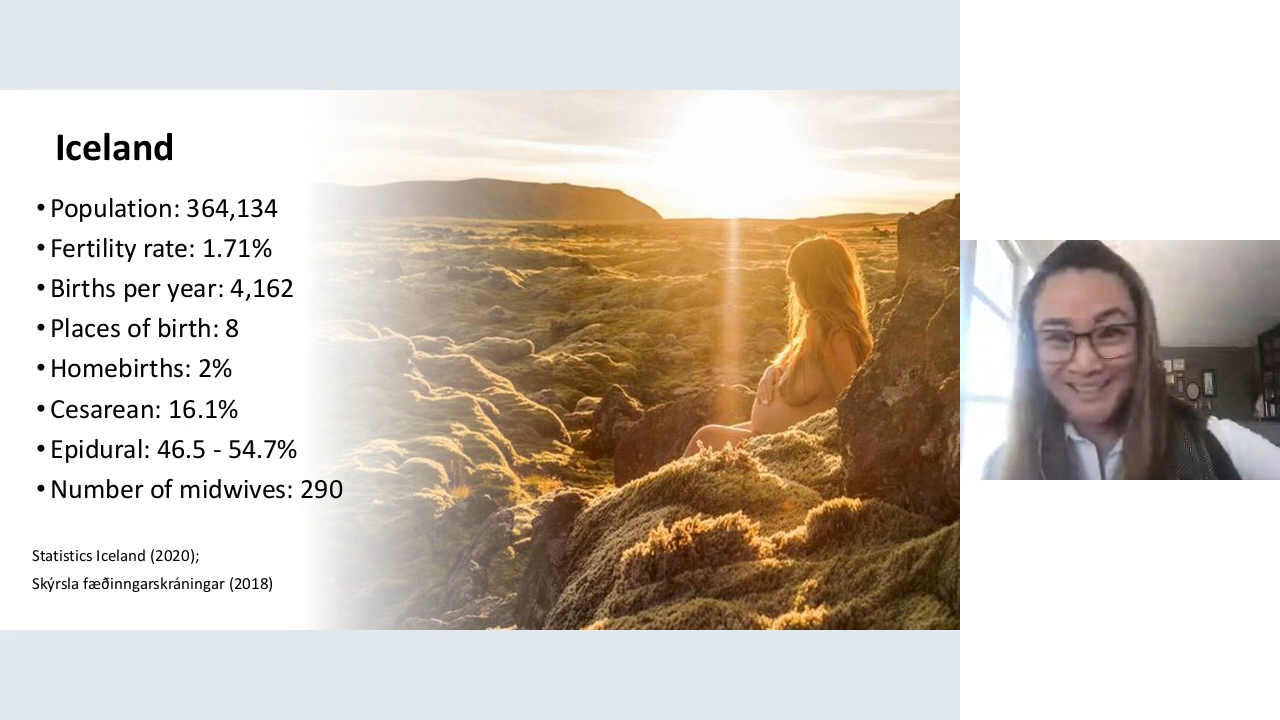 Iceland
• Population: 364,134
• Fertility rate: 1.71%
• Births per year: 4,162
• Places of birth: 8
• Homebirths: 2%
• Cesarean: 16.1%
• Epidural: 46.5 - 54.7%
• Number of midwives: 290
Statistics Iceland (2020);
Skýrsla fæðinngarskráningar (2018)